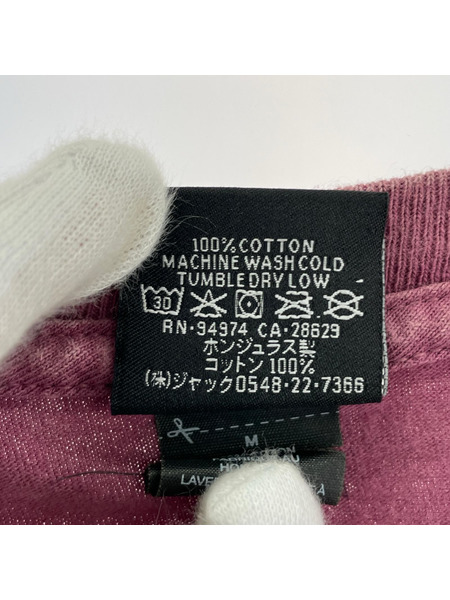 100% COTTON
MACHINE WASH COLD
TUMBLE DRY LOW
30
RN-94974 CA-28629
ホンジュラス製
コットン 100%
(株)ジャック0548-22-7366
M